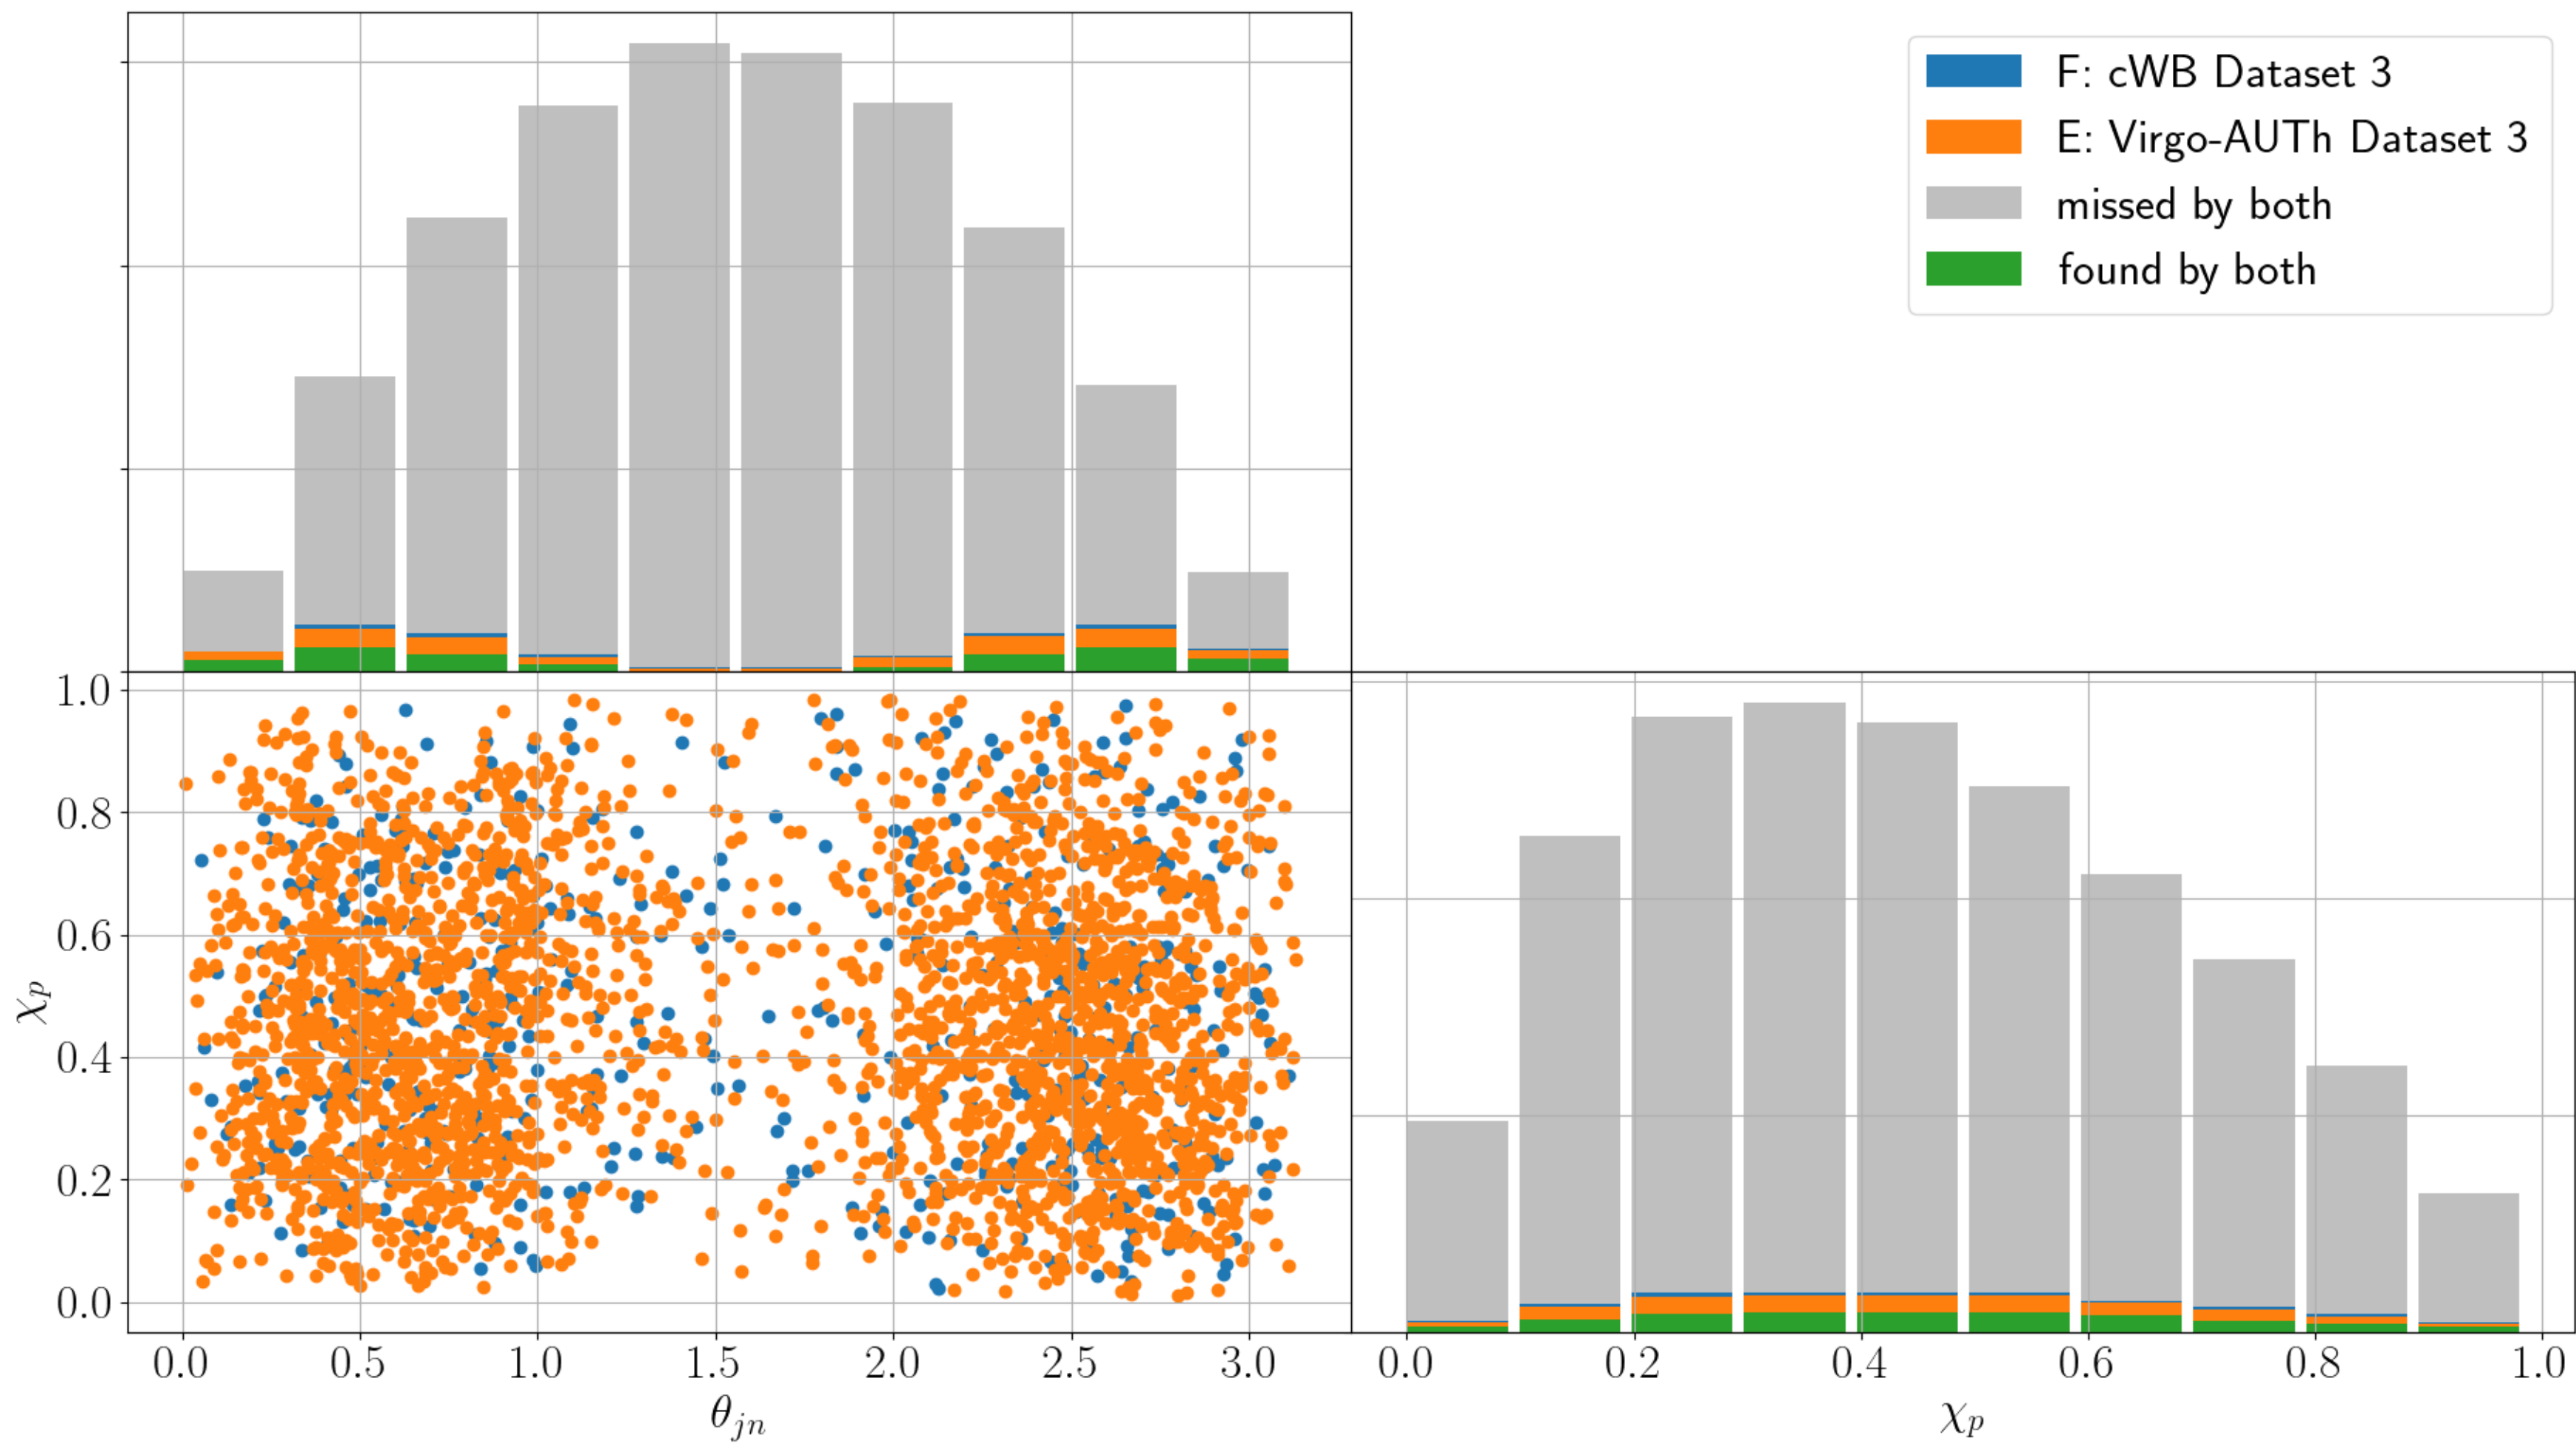 F: cWB Dataset 3
E: Virgo-AUTh Dataset 3
missed by both
found by both
1.0
0.8
0.6
0.4
0.2
0.0
χp
0.0 0.5 1.0 1.5 2.0 2.5 3.0
θjn
0.0 0.2 0.4 0.6 0.8 1.0
χp